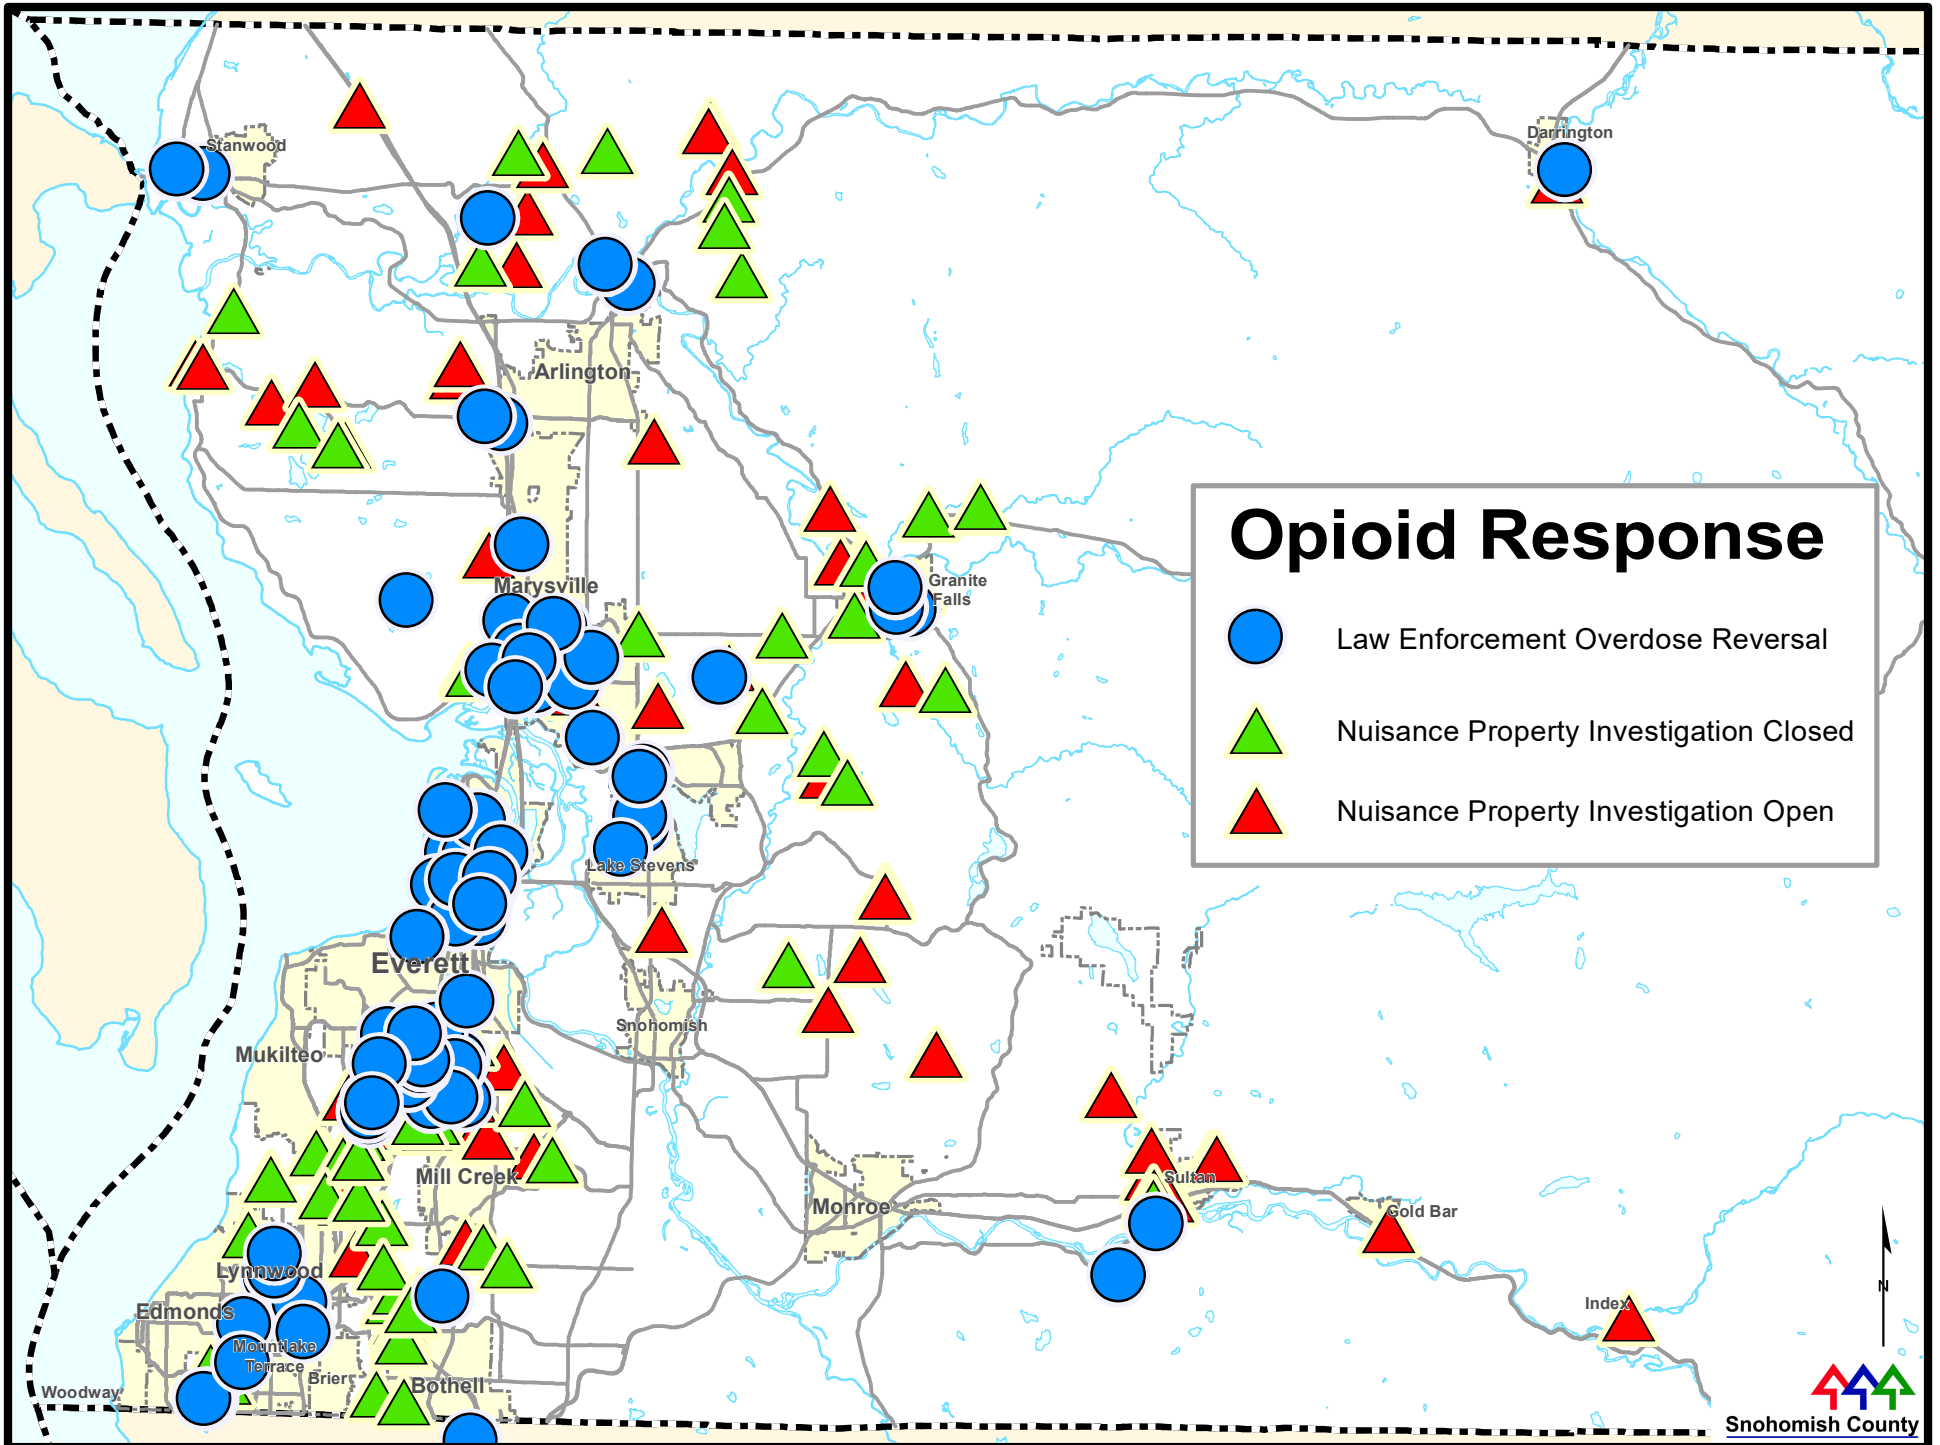 Stanwood
Darrington
Arlington
Opioid Response
Law Enforcement Overdose Reversal
Nuisance Property Investigation Closed
Nuisance Property Investigation Open
Granite
Falls
Marysville
Lake Stevens
Everett
Snohomish
Mukilteo
Mill Creek
Sultan
Monroe
Gold Bar
Lynnwood
Edmonds
Index
N
Mountlake
Terrace
Brier
Bothell
Woodway
Snohomish County